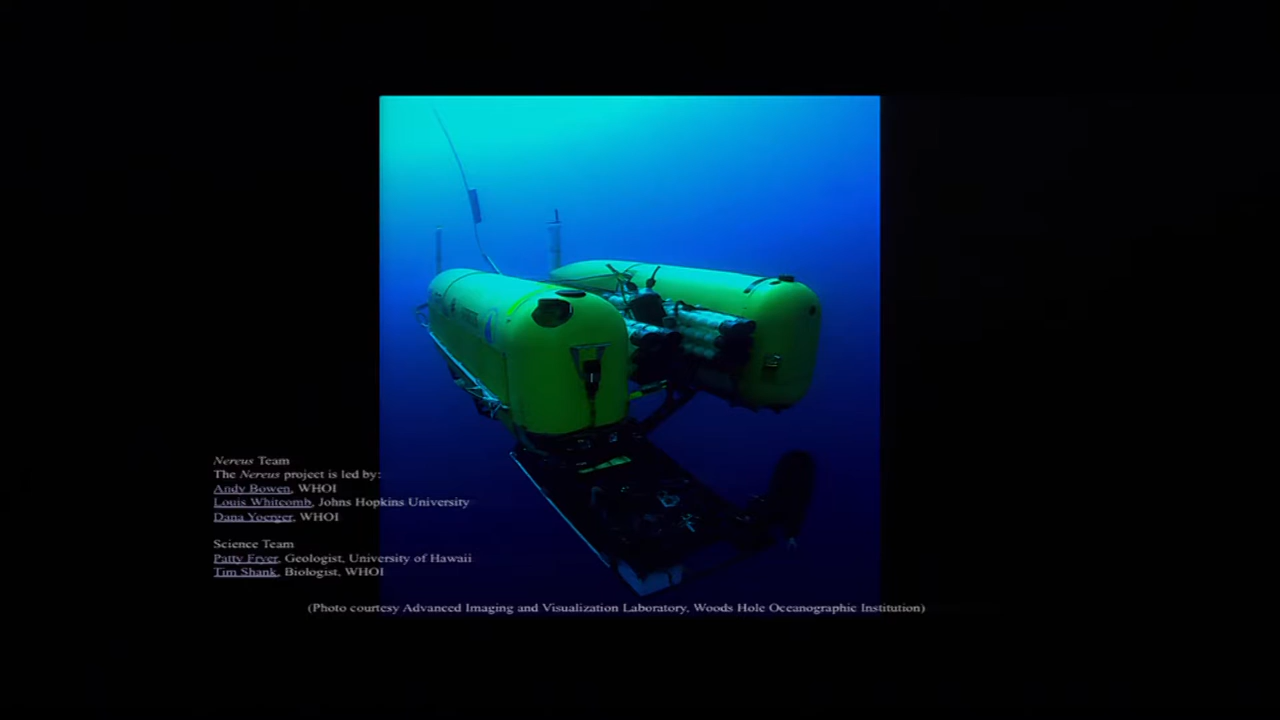 Nereus Team
The Nereus project is led by:
Andy Bowen, WHOI
Louis Whitcomb, Johns Hopkins University
Dana Yoerger, WHOI
Science Team
Patty Fryer, Geologist, University of Hawaii
Tim Shank, Biologist, WHOI
(Photo courtesy Advanced Imaging and Visualization Laboratory, Woods Hole Oceanographic Institution)